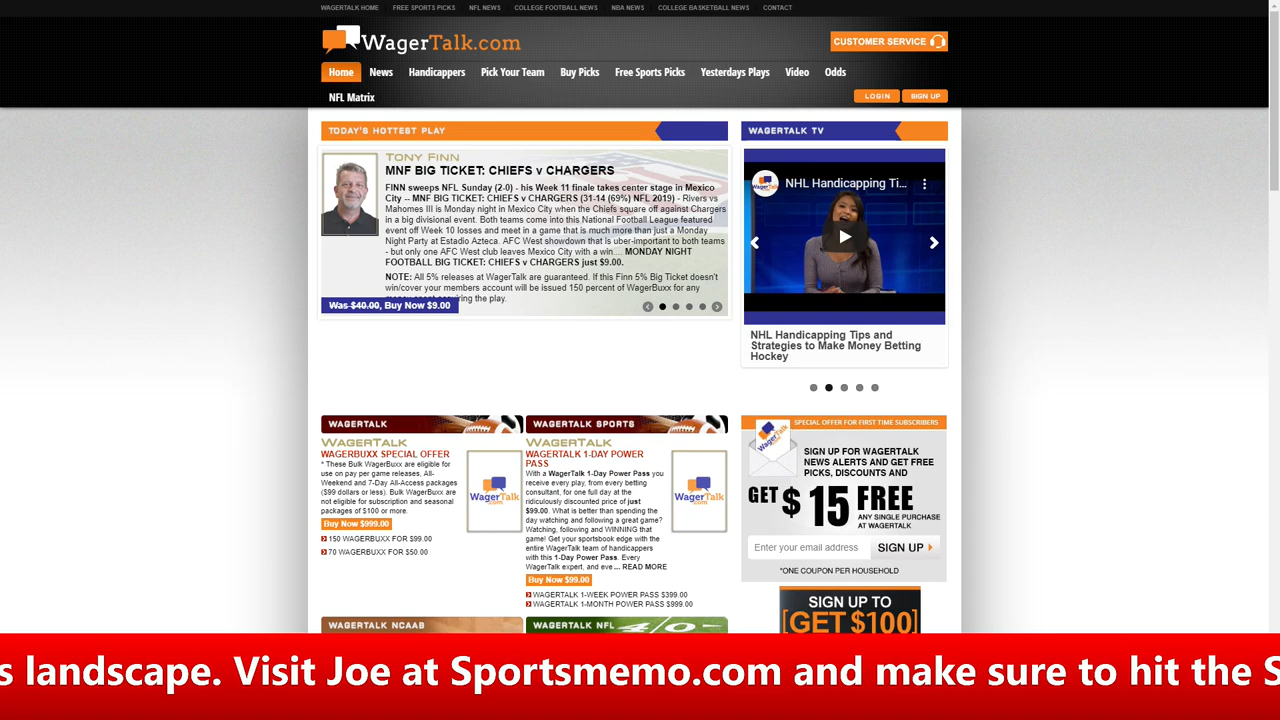 WAGERTALK HOME FREE SPORTS PICKS NFL NEWS COLLEGE FOOTBALL NEWS NBA NEWS COLLEGE BASKETBALL NEWS CONTACT
WagerTalk.com
CUSTOMER SERVICE
Home News Handicappers Pick Your Team Buy Picks Free Sports Picks Yesterdays Plays Video Odds
NFL Matrix
LOGIN SIGN UP
TODAY'S HOTTEST PLAY
TONY FINN
MNF BIG TICKET: CHIEFS v CHARGERS
FINN sweeps NFL Sunday (2-0) - his Week 11 finale takes center stage in Mexico
City -- MNF BIG TICKET: CHIEFS v CHARGERS (31-14 (69%) NFL 2019) - Rivers vs
Mahomes III is Monday night in Mexico City when the Chiefs square off against Chargers
in a big divisional event. Both teams come into this National Football League featured
event off Week 10 losses and meet in a game that is much more than just a Monday
Night Party at Estadio Azteca. AFC West showdown that is uber-important to both teams
- but only one AFC West club leaves Mexico City with a win.... MONDAY NIGHT
FOOTBALL BIG TICKET: CHIEFS v CHARGERS just $9.00.
NOTE: All 5% releases at WagerTalk are guaranteed. If this Finn 5% Big Ticket doesn't
win/cover your members account will be issued 150 percent of WagerBuxx for any
the play.
Was $40.00, Buy Now $9.00
WAGERTALK TV
NHL Handicapping Ti...
NHL Handicapping Tips and
Strategies to Make Money Betting
Hockey
WAGERTALK
WAGERTALK
WAGERBUXX SPECIAL OFFER
* These Bulk WagerBuxx are eligible for
use on pay per game releases, All-
Weekend and 7-Day All-Access packages
($99 dollars or less). Bulk WagerBuxx are
not eligible for subscription and seasonal
packages of $100 or more.
Buy Now $999.00
150 WAGERBUXX FOR $99.00
70 WAGERBUXX FOR $50.00
WagerTalk
.com
WAGERTALK SPORTS
WAGERTALK
WAGERTALK 1-DAY POWER
PASS
With a WagerTalk 1-Day Power Pass you
receive every play, from every betting
consultant, for one full day at the
ridiculously discounted price of just
$99.00. What is better than spending the
day watching and following a great game?
Watching, following and WINNING that
game! Get your sportsbook edge with the
entire WagerTalk team of handicappers
with this 1-Day Power Pass. Every
WagerTalk expert, and eve... READ MORE
Buy Now $99.00
WAGERTALK 1-WEEK POWER PASS $399.00
WAGERTALK 1-MONTH POWER PASS $999.00
WagerTalk
.com
SPECIAL OFFER FOR FIRST TIME SUBSCRIBERS
WagerTalk
SIGN UP FOR WAGERTALK
NEWS ALERTS AND GET FREE
PICKS, DISCOUNTS AND
GET $15 FREE
ANY SINGLE PURCHASE
AT WAGERTALK
Enter your email address SIGN UP
*ONE COUPON PER HOUSEHOLD
SIGN UP TO
[GET $100]
WAGERTALK NCAAB
WAGERTALK NFL
s landscape. Visit Joe at Sportsmemo.com and make sure to hit the S